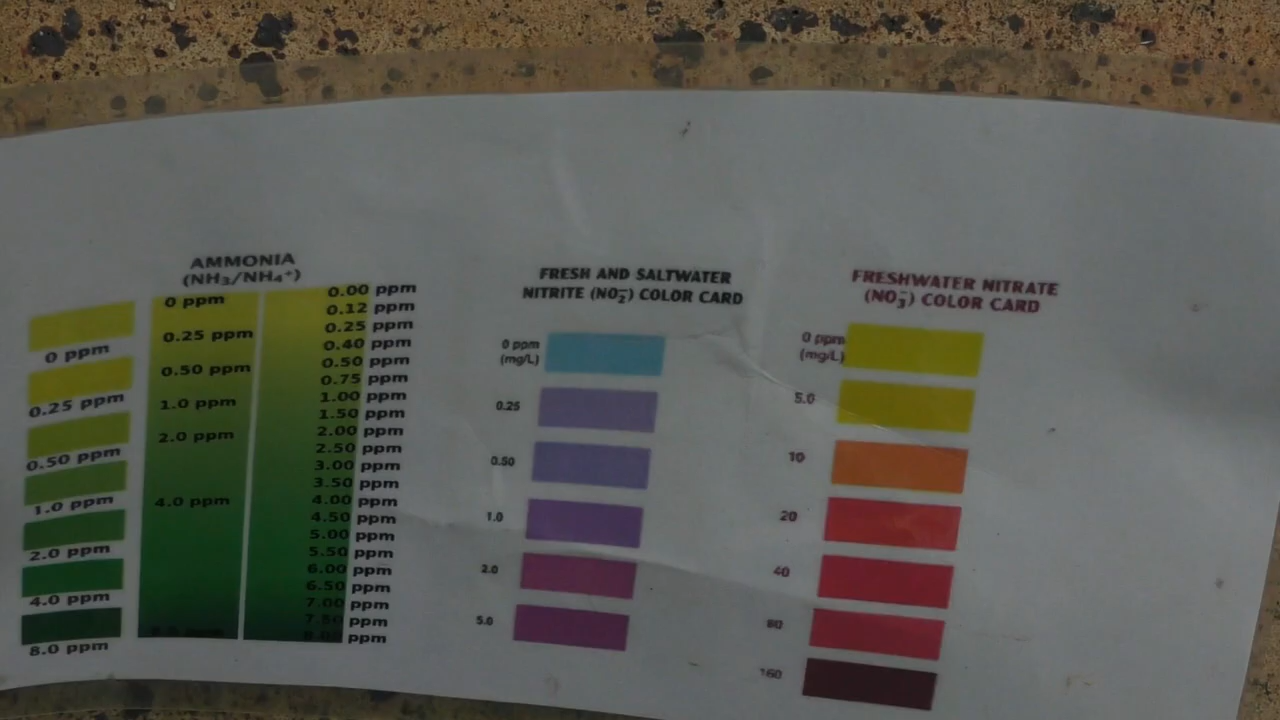 AMMONIA
(NH3/NH4+)
0 ppm
0.25 ppm
0.50 ppm
1.0 ppm
2.0 ppm
4.0 ppm
8.0 ppm
0 ppm
0.25 ppm
0.50 ppm
1.0 ppm
2.0 ppm
4.0 ppm
0.00 ppm
0.12 ppm
0.25 ppm
0.40 ppm
0.50 ppm
0.75 ppm
1.00 ppm
1.50 ppm
2.00 ppm
2.50 ppm
3.00 ppm
3.50 ppm
4.00 ppm
4.50 ppm
5.00 ppm
5.50 ppm
6.00 ppm
6.50 ppm
7.00 ppm
7.50 ppm
8.00 ppm
FRESH AND SALTWATER
NITRITE (NO2-) COLOR CARD
0 ppm
(mg/L)
0.25
0.50
1.0
2.0
5.0
FRESHWATER NITRATE
(NO3-) COLOR CARD
0 ppm
(mg/L)
5.0
10
20
40
80
160